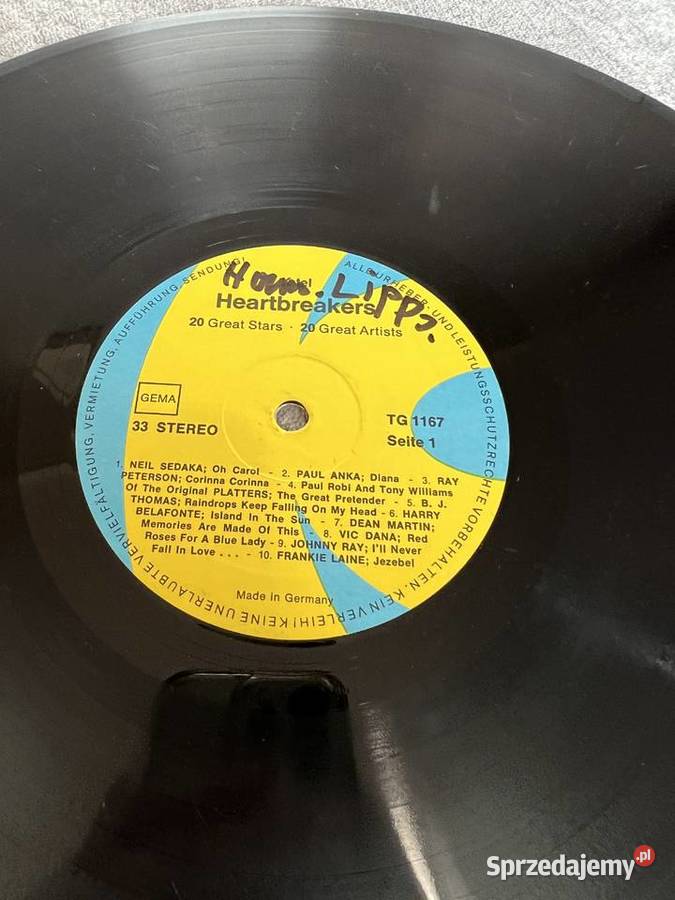 ALLE URHEBER- UND LEISTUNGSSCHUTZRECHTE VORBEHALTEN. KEIN VERLEIH! KEINE UNERLAUBTE VERVIELFÄLTIGUNG, VERMIETUNG, AUFFÜHRUNG, SENDUNG!
LIPPs.
Heartbreakers
20 Great Stars · 20 Great Artists
GEMA
33 STEREO
TG 1167
Seite 1
1. NEIL SEDAKA; Oh Carol - 2. PAUL ANKA; Diana - 3. RAY
PETERSON; Corinna Corinna - 4. Paul Robi And Tony Williams
Of The Original PLATTERS; The Great Pretender - 5. B. J.
THOMAS; Raindrops Keep Falling On My Head - 6. HARRY
BELAFONTE; Island In The Sun - 7. DEAN MARTIN;
Memories Are Made Of This - 8. VIC DANA; Red
Roses For A Blue Lady - 9. JOHNNY RAY; I'll Never
Fall In Love . . . - 10. FRANKIE LAINE; Jezebel
Made in Germany
Sprzedajemy.pl